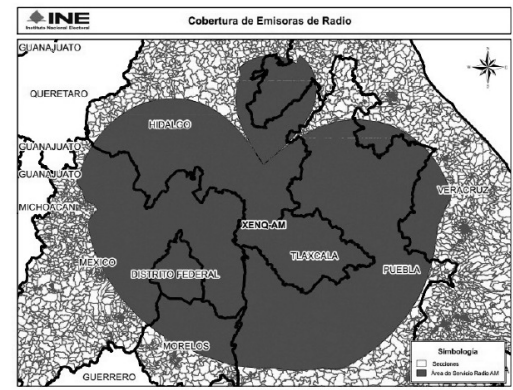 INE
Instituto Nacional Electoral
Cobertura de Emisoras de Radio
GUANAJUATO
QUERETARO
HIDALGO
GUANAJUATO
GUANAJUATO
MICHOACAN
VERACRUZ
XENQ-AM
TLAXCALA
MEXICO
DISTRITO FEDERAL
PUEBLA
MORELOS
GUERRERO
Simbología
Secciones
Área de Servicio Radio AM